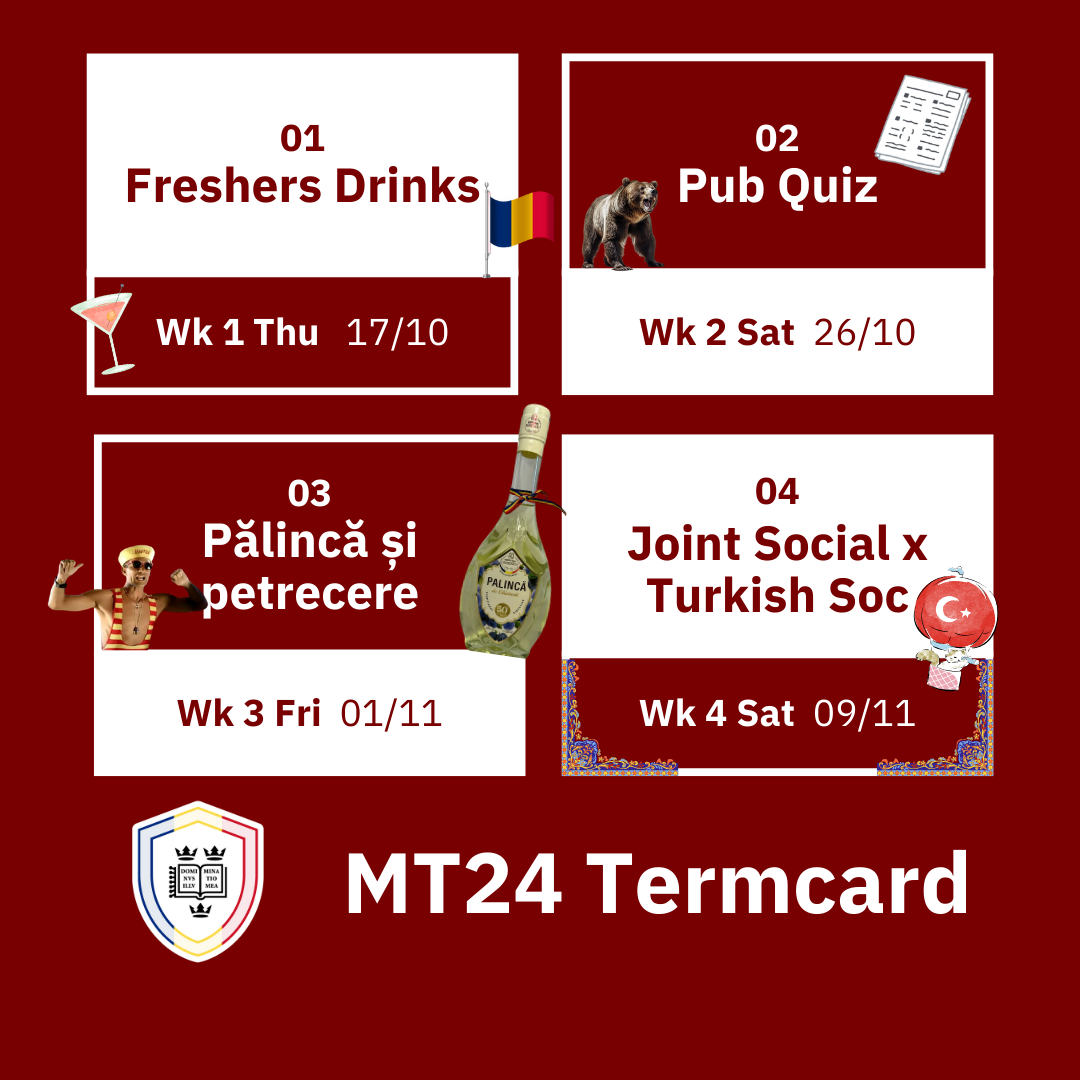 01
Freshers Drinks
Wk 1 Thu 17/10
02
Pub Quiz
Wk 2 Sat 26/10
03
Pălincă și
petrecere
PALINCĂ
50
Wk 3 Fri 01/11
04
Joint Social x
Turkish Soc
Wk 4 Sat 09/11
DOMI MINA
NVS TIO
ILLV MEA
MT24 Termcard